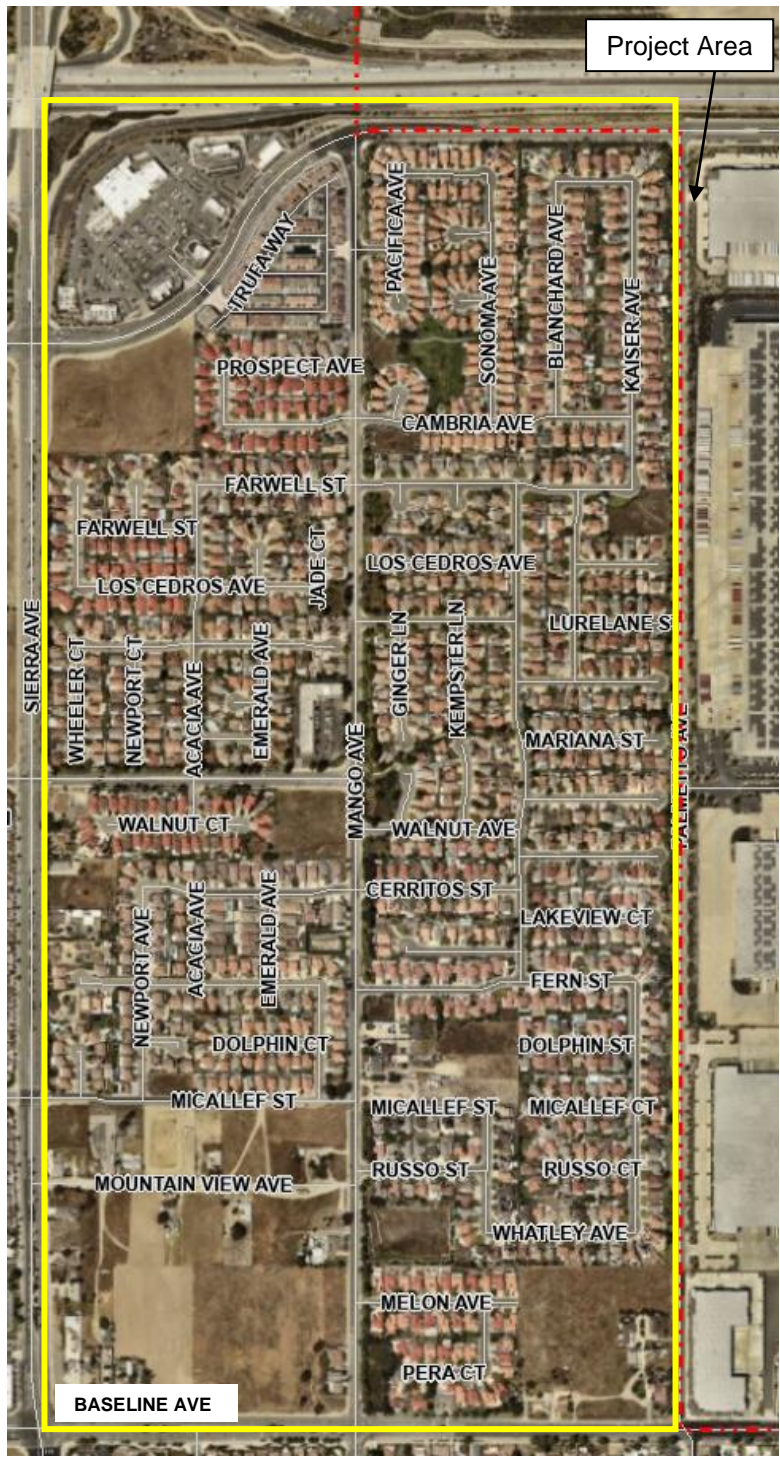 Project Area
TRUFA WAY
PACIFICA AVE
SONOMA AVE
BLANCHARD AVE
KAISER AVE
PROSPECT AVE
CAMBRIA AVE
FARWELL ST
FARWELL ST
LOS CEDROS AVE
JADE CT
LOS CEDROS AVE
LURELANE S
SIERRA AVE
WHEELER CT
NEWPORT CT
ACACIA AVE
EMERALD AVE
GINGER LN
KEMPSTER LN
MANGO AVE
MARIANA ST
PALMETTO AVE
WALNUT CT
WALNUT AVE
CERRITOS ST
NEWPORT AVE
ACACIA AVE
EMERALD AVE
LAKEVIEW CT
FERN ST
DOLPHIN CT
DOLPHIN ST
MICALLEF ST
MICALLEF ST
MICALLEF CT
MOUNTAIN VIEW AVE
RUSSO ST
RUSSO CT
WHATLEY AVE
MELON AVE
PERA CT
BASELINE AVE